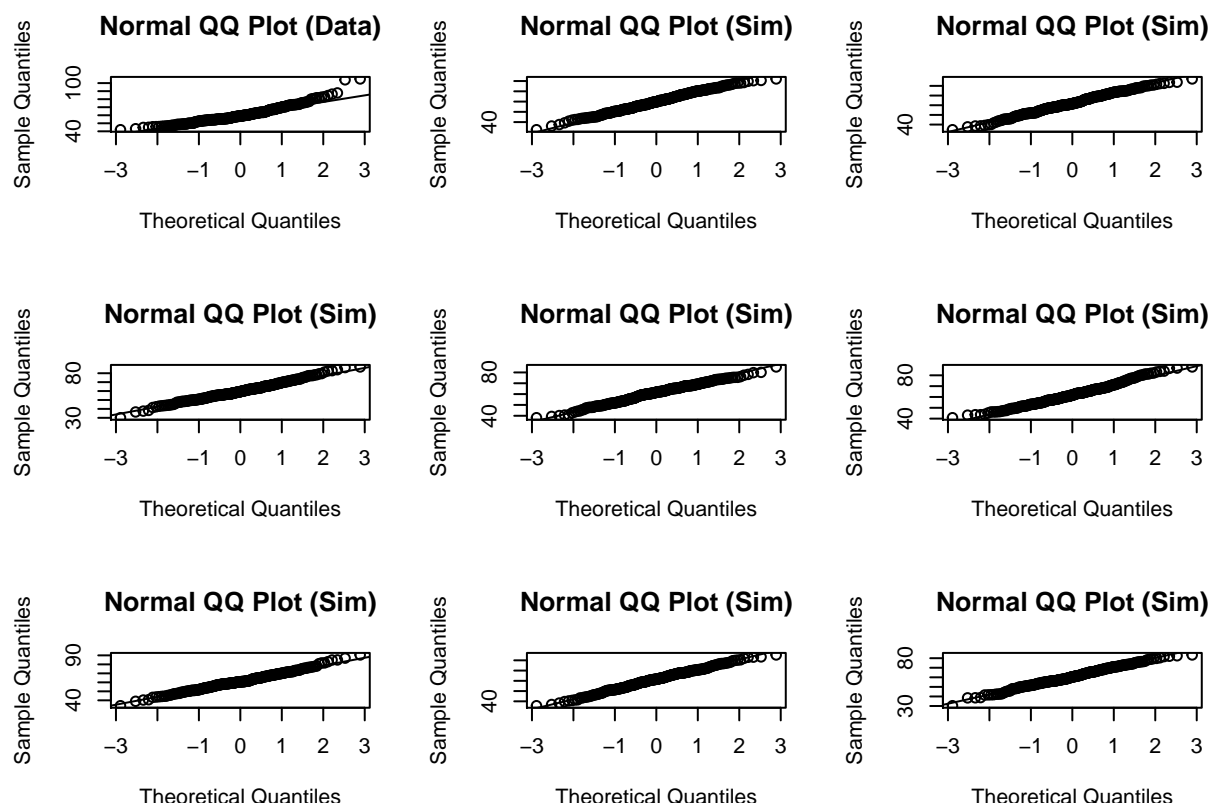 Normal QQ Plot (Data)
Sample Quantiles
100
40
−3 −1 0 1 2 3
Theoretical Quantiles
Normal QQ Plot (Sim)
Sample Quantiles
40
−3 −1 0 1 2 3
Theoretical Quantiles
Normal QQ Plot (Sim)
Sample Quantiles
40
−3 −1 0 1 2 3
Theoretical Quantiles
Normal QQ Plot (Sim)
Sample Quantiles
80
30
−3 −1 0 1 2 3
Theoretical Quantiles
Normal QQ Plot (Sim)
Sample Quantiles
80
40
−3 −1 0 1 2 3
Theoretical Quantiles
Normal QQ Plot (Sim)
Sample Quantiles
80
40
−3 −1 0 1 2 3
Theoretical Quantiles
Normal QQ Plot (Sim)
Sample Quantiles
90
40
−3 −1 0 1 2 3
Theoretical Quantiles
Normal QQ Plot (Sim)
Sample Quantiles
40
−3 −1 0 1 2 3
Theoretical Quantiles
Normal QQ Plot (Sim)
Sample Quantiles
80
30
−3 −1 0 1 2 3
Theoretical Quantiles